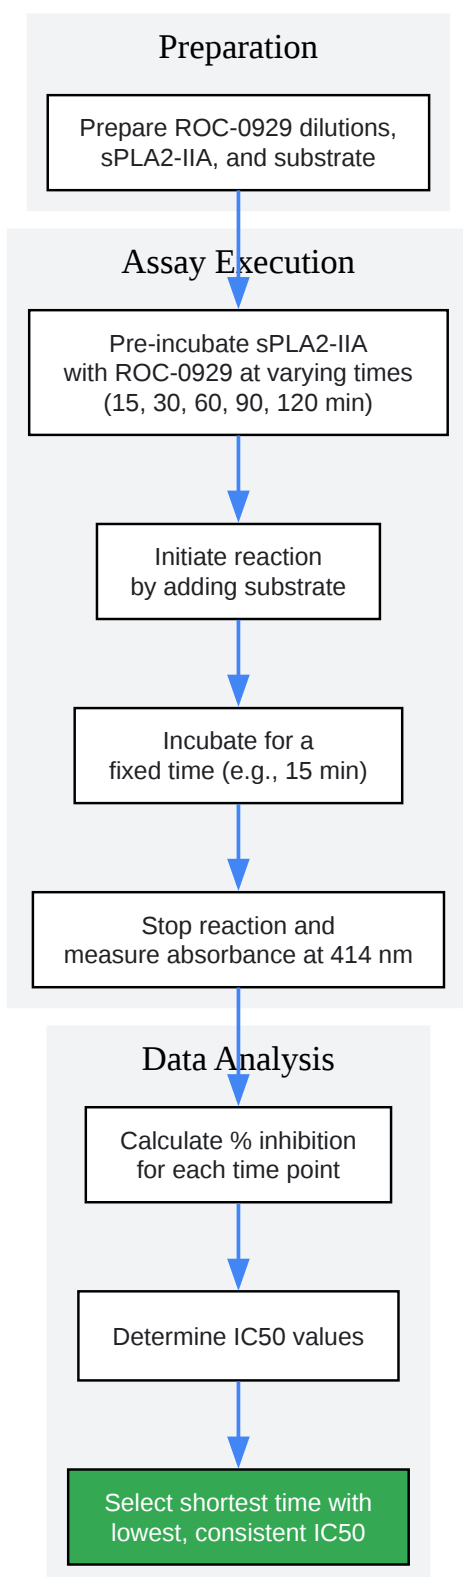 Preparation
Prepare ROC-0929 dilutions,
sPLA2-IIA, and substrate
Assay Execution
Pre-incubate sPLA2-IIA
with ROC-0929 at varying times
(15, 30, 60, 90, 120 min)
Initiate reaction
by adding substrate
Incubate for a
fixed time (e.g., 15 min)
Stop reaction and
measure absorbance at 414 nm
Data Analysis
Calculate % inhibition
for each time point
Determine IC50 values
Select shortest time with
lowest, consistent IC50